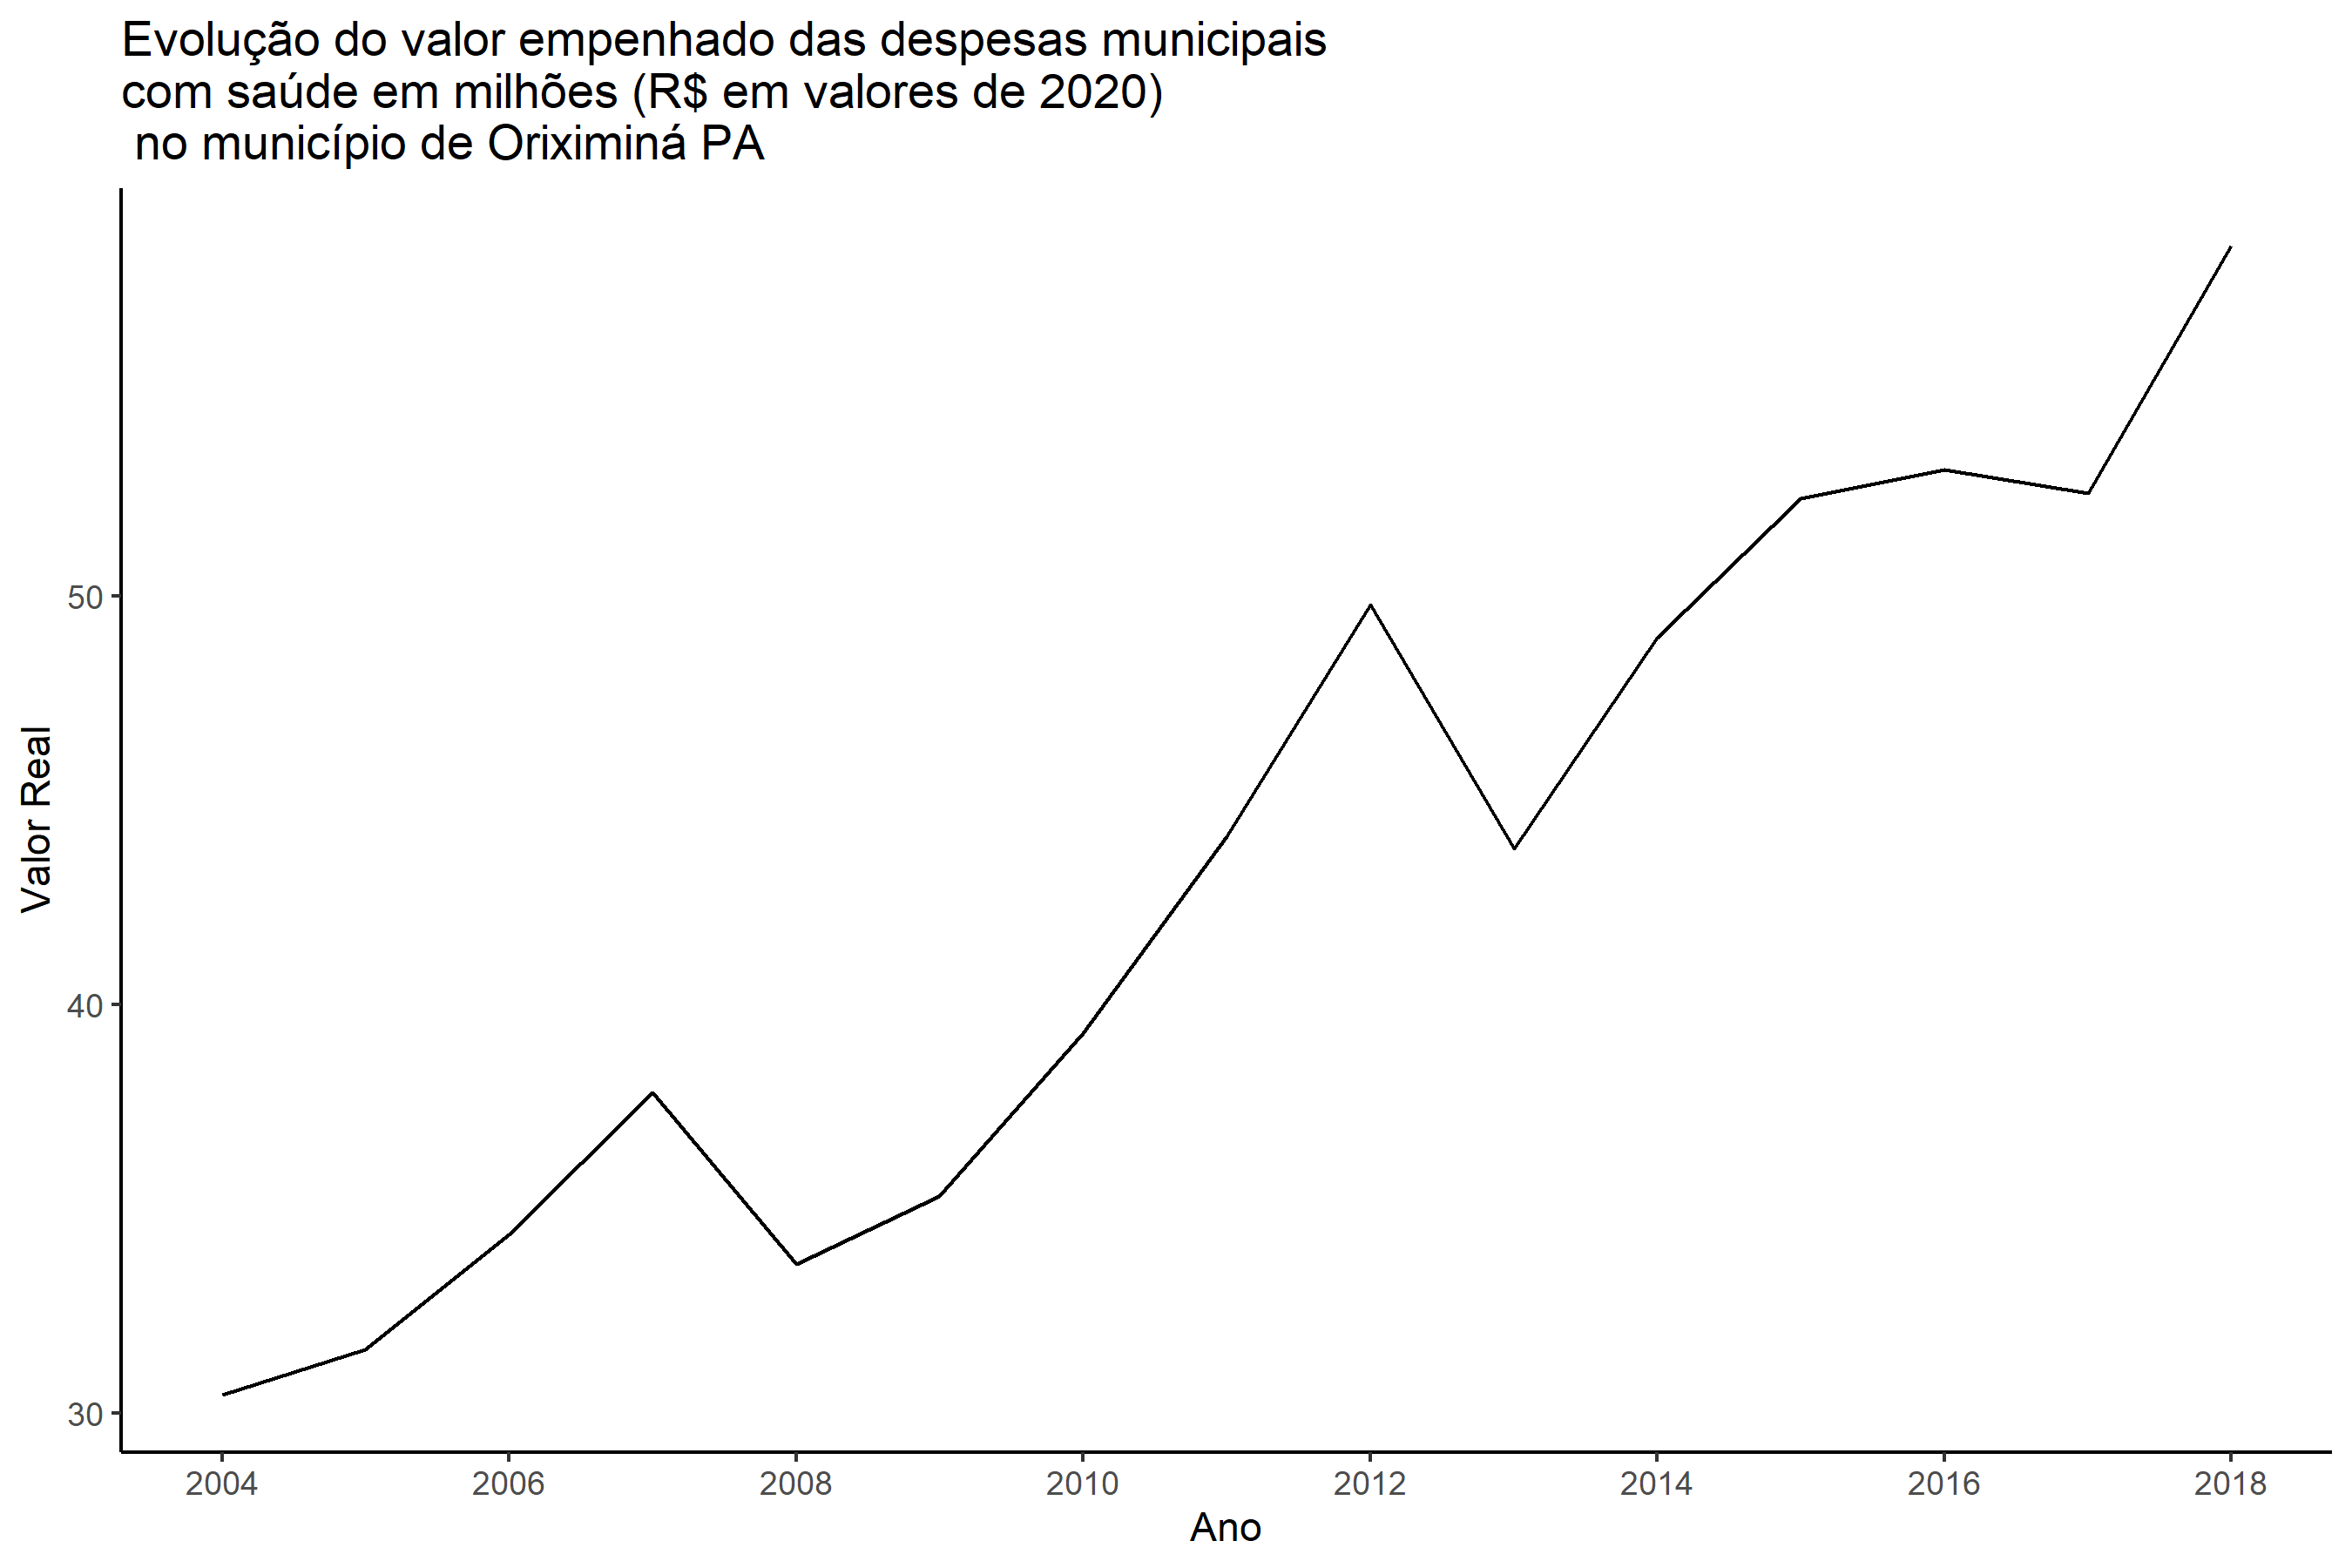 Evolução do valor empenhado das despesas municipais
com saúde em milhões (R$ em valores de 2020)
no município de Oriximiná PA
Valor Real
50
40
30
2004 2006 2008 2010 2012 2014 2016 2018
Ano